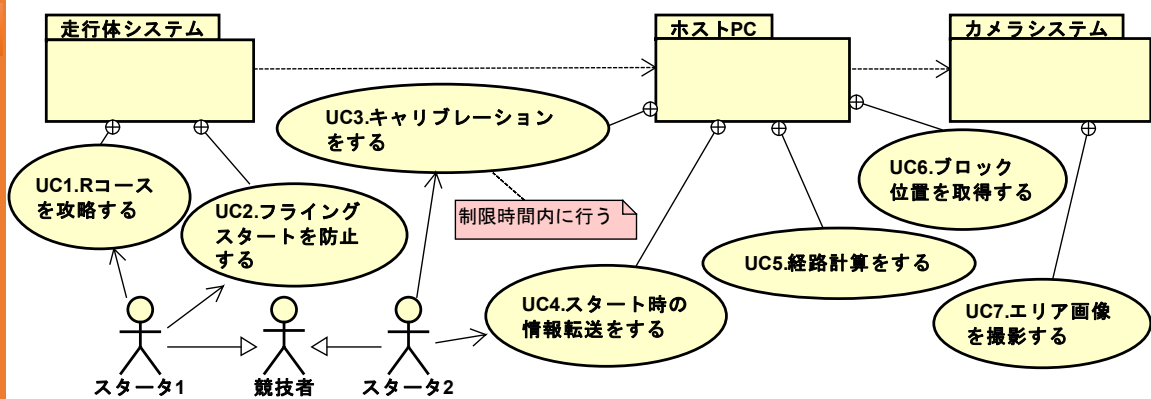 走行体システム
ホストPC
カメラシステム
UC3.キャリブレーション
をする
UC6.ブロック
位置を取得する
UC1.Rコース
を攻略する
UC2.フライング
スタートを防止
する
制限時間内に行う
UC5.経路計算をする
UC4.スタート時の
情報転送をする
UC7.エリア画像
を撮影する
スタータ1
競技者
スタータ2